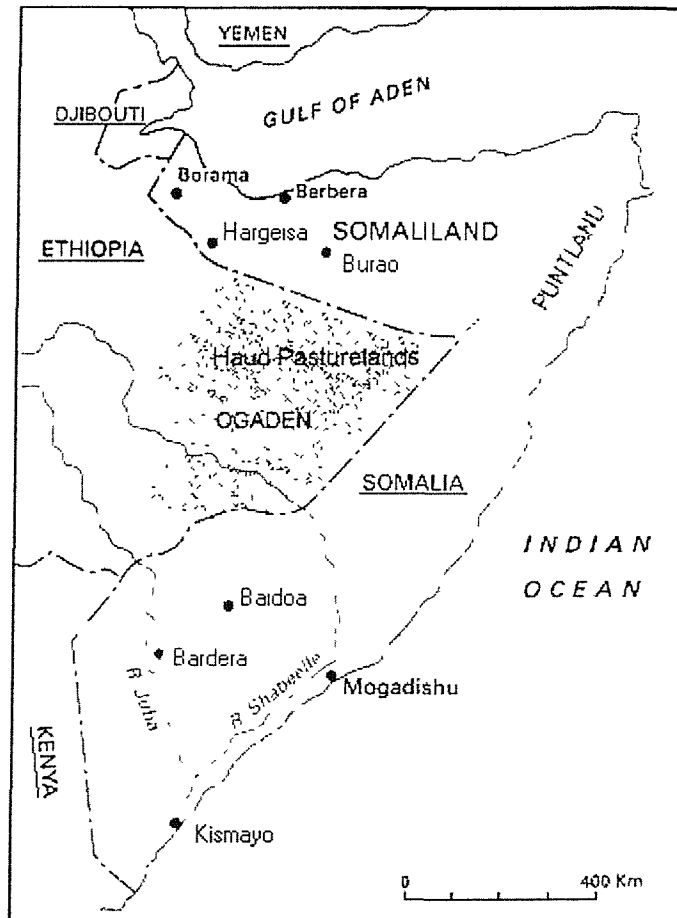 YEMEN
DJIBOUTI
GULF OF ADEN
Borama
Berbera
Hargeisa
SOMALILAND
ETHIOPIA
Burao
PUNTLAND
Haud Pasturelands
OGADEN
SOMALIA
INDIAN
OCEAN
Baidoa
Bardera
R Juba
R Shabeelle
Mogadishu
KENYA
Kismayo
0 400 Km